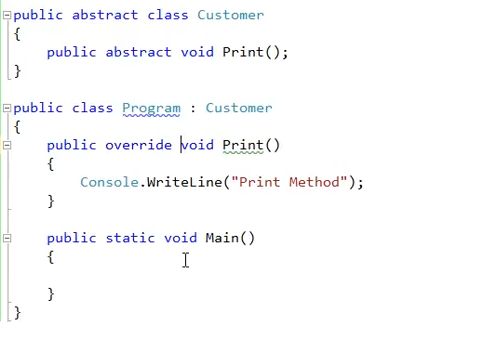 public abstract class Customer
{
public abstract void Print();
}
public class Program : Customer
{
public override void Print()
{
Console.WriteLine("Print Method");
}
public static void Main()
{
}
}